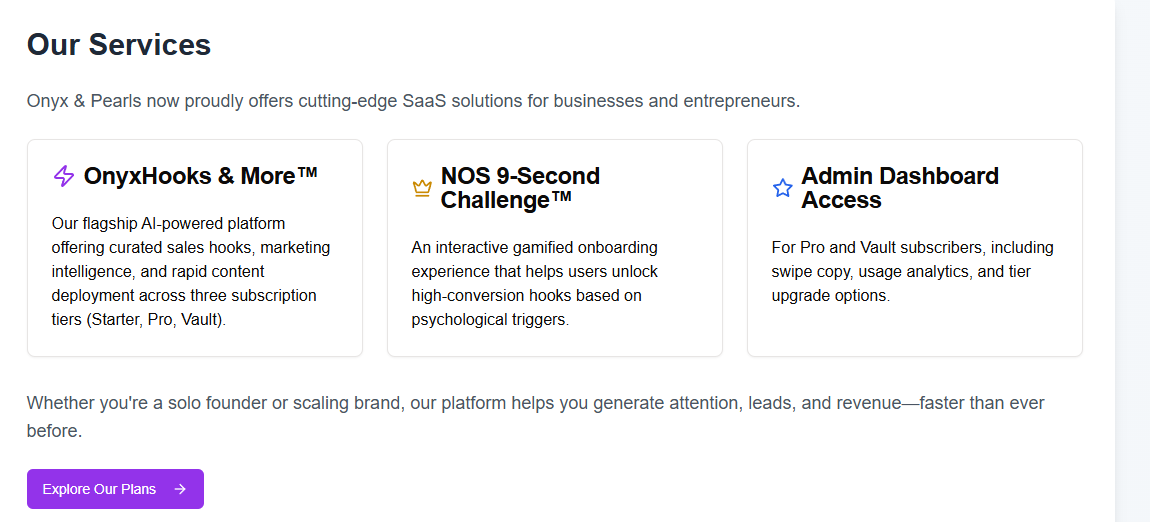 Our Services
Onyx & Pearls now proudly offers cutting-edge SaaS solutions for businesses and entrepreneurs.
OnyxHooks & More™
Our flagship AI-powered platform
offering curated sales hooks, marketing
intelligence, and rapid content
deployment across three subscription
tiers (Starter, Pro, Vault).
NOS 9-Second
Challenge™
An interactive gamified onboarding
experience that helps users unlock
high-conversion hooks based on
psychological triggers.
Admin Dashboard
Access
For Pro and Vault subscribers, including
swipe copy, usage analytics, and tier
upgrade options.
Whether you're a solo founder or scaling brand, our platform helps you generate attention, leads, and revenue—faster than ever
before.
Explore Our Plans